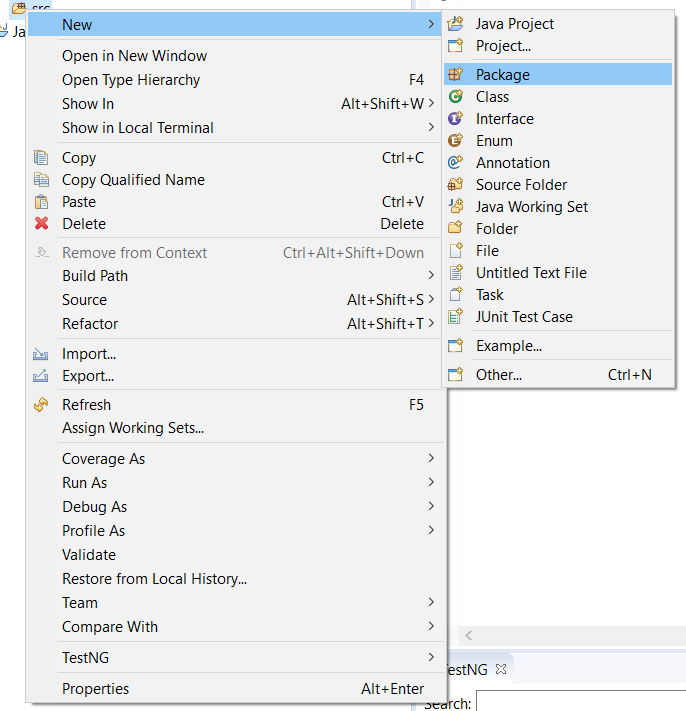 src
Ja
New
Open in New Window
Open Type Hierarchy F4
Show In Alt+Shift+W
Show in Local Terminal
Copy Ctrl+C
Copy Qualified Name
Paste Ctrl+V
Delete Delete
Remove from Context Ctrl+Alt+Shift+Down
Build Path
Source Alt+Shift+S
Refactor Alt+Shift+T
Import...
Export...
Refresh F5
Assign Working Sets...
Coverage As
Run As
Debug As
Profile As
Validate
Restore from Local History...
Team
Compare With
TestNG
Properties Alt+Enter
Java Project
Project...
Package
Class
Interface
Enum
Annotation
Source Folder
Java Working Set
Folder
File
Untitled Text File
Task
JUnit Test Case
Example...
Other... Ctrl+N
estNG
Search: